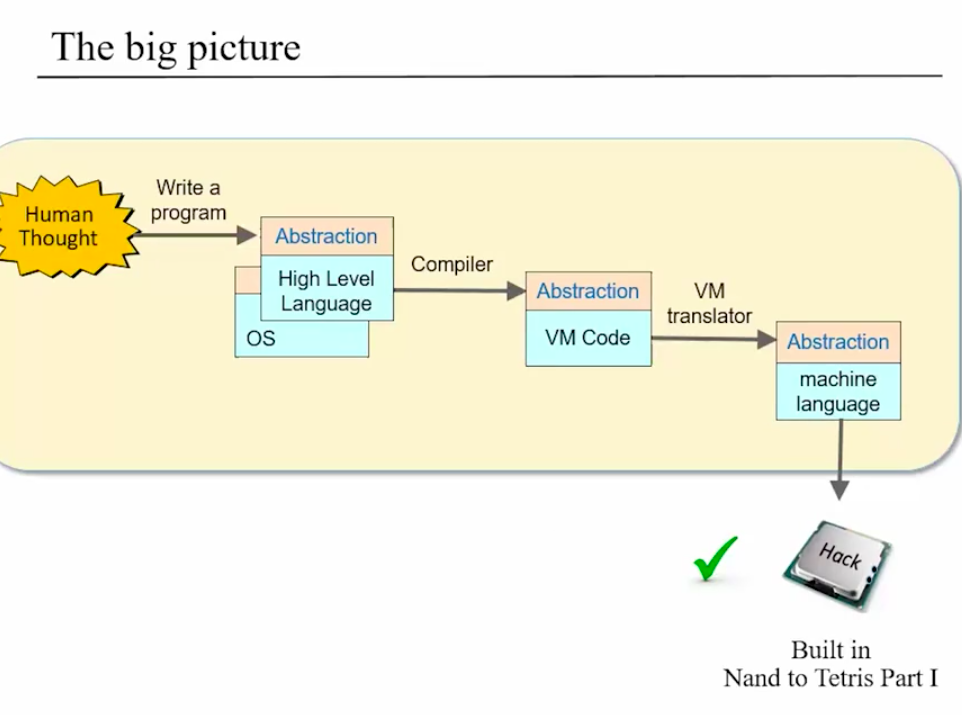 The big picture
Human
Thought
Write a
program
Abstraction
High Level
Language
OS
Compiler
Abstraction
VM Code
VM
translator
Abstraction
machine
language
Hack
Built in
Nand to Tetris Part I